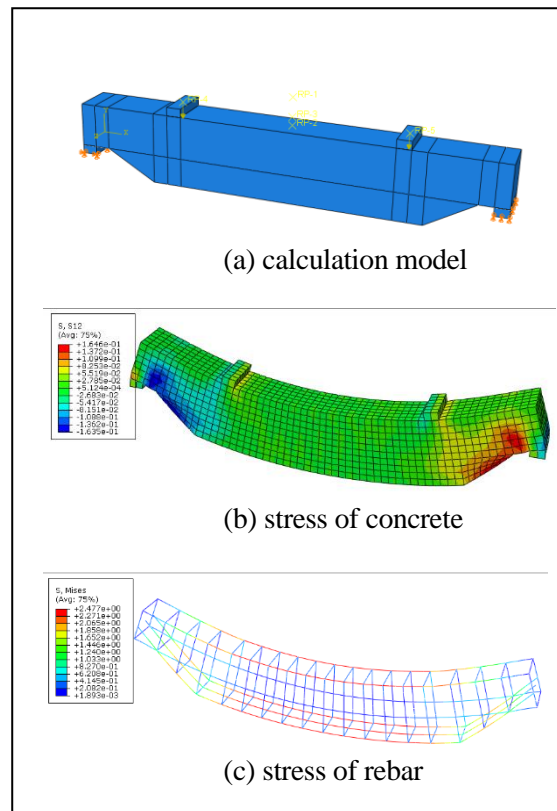 RP-1
RP-2
(a) calculation model
S, S12
(Avg: 75%)
+1.646e-01
+1.372e-01
+1.099e-01
+8.253e-02
+5.519e-02
+2.785e-02
+5.124e-04
-2.683e-02
-5.417e-02
-8.151e-02
-1.088e-01
-1.362e-01
-1.635e-01
(b) stress of concrete
S, Mises
(Avg: 75%)
+2.477e+00
+2.271e+00
+2.065e+00
+1.858e+00
+1.652e+00
+1.446e+00
+1.240e+00
+1.033e+00
+8.270e-01
+6.208e-01
+4.145e-01
+2.082e-01
+1.893e-03
(c) stress of rebar